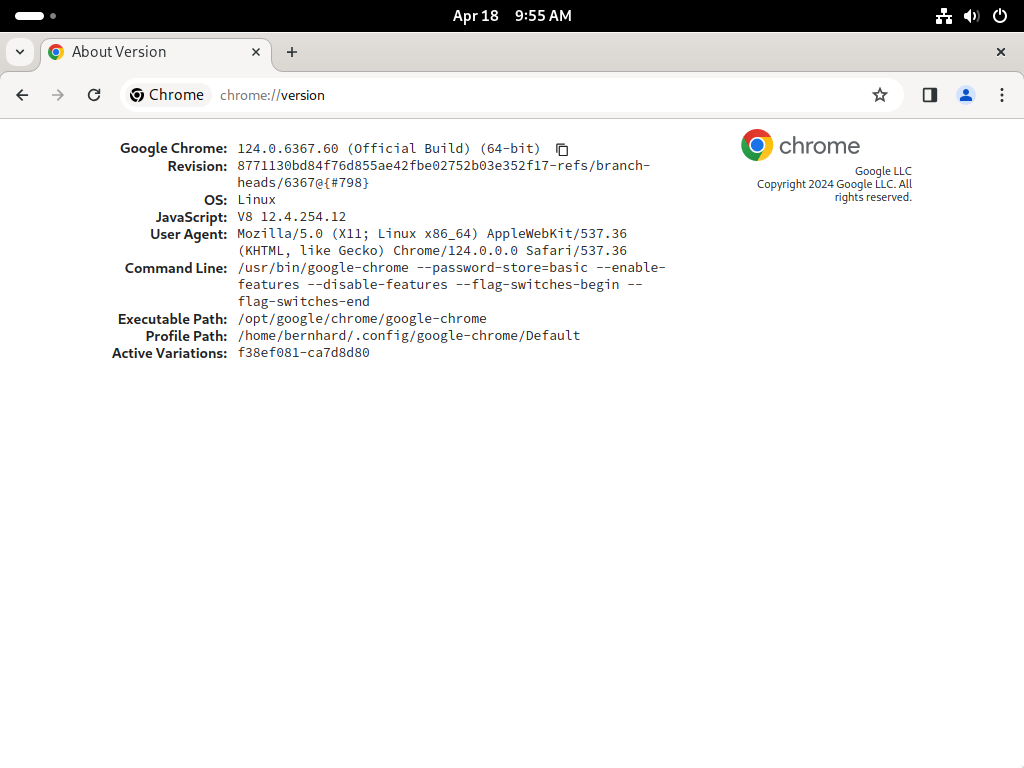 Apr 18 9:55 AM
About Version
Chrome chrome://version
chrome
Google LLC
Copyright 2024 Google LLC. All
rights reserved.
Google Chrome: 124.0.6367.60 (Official Build) (64-bit)
Revision: 8771130bd84f76d855ae42fbe02752b03e352f17-refs/branch-
heads/6367@{#798}
OS: Linux
JavaScript: V8 12.4.254.12
User Agent: Mozilla/5.0 (X11; Linux x86_64) AppleWebKit/537.36
(KHTML, like Gecko) Chrome/124.0.0.0 Safari/537.36
Command Line: /usr/bin/google-chrome --password-store=basic --enable-
features --disable-features --flag-switches-begin --
flag-switches-end
Executable Path: /opt/google/chrome/google-chrome
Profile Path: /home/bernhard/.config/google-chrome/Default
Active Variations: f38ef081-ca7d8d80